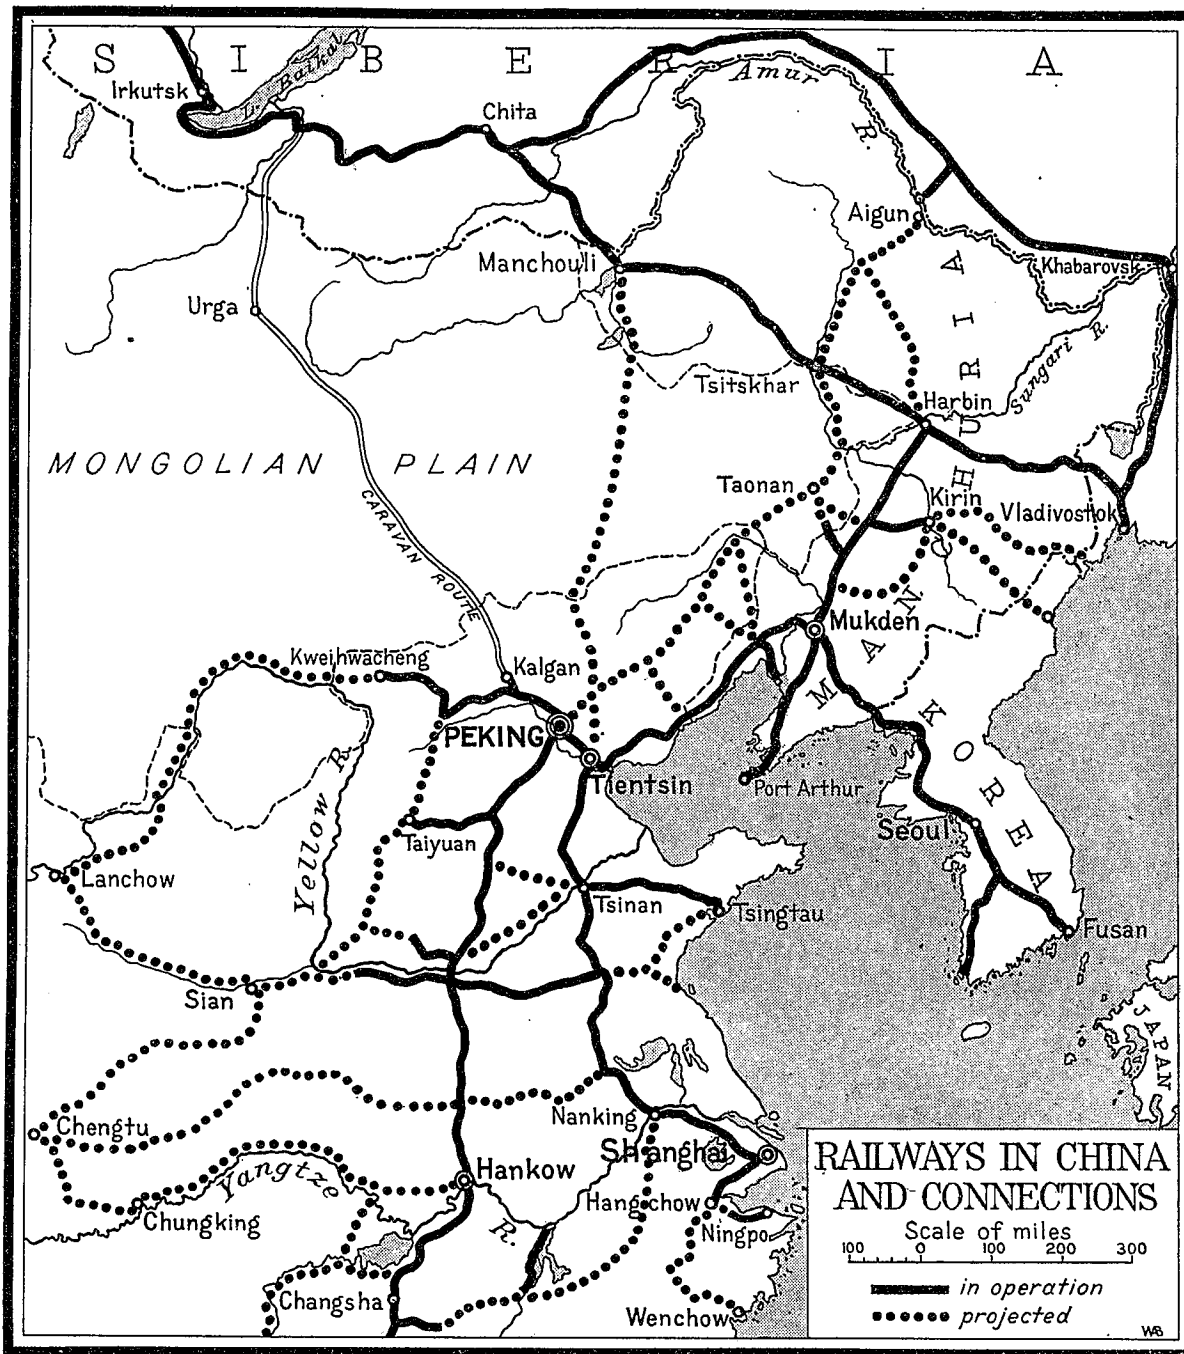 S I B E R I A
Irkutsk
L. Baikal
Chita
Amur
R.
Aigun
Manchouli
Khabarovsk
Urga
Tsitskhar
Sungari R.
Harbin
MONGOLIAN PLAIN
CARAVAN ROUTE
Taonan
Kirin
Vladivostok
MANCHURIA
Mukden
Kweihwacheng
Kalgan
PEKING
Tientsin
Port Arthur
KOREA
Yellow R.
Taiyuan
Seoul
Lanchow
Tsinan
Tsingtau
Fusan
Sian
JAPAN
Chengtu
Nanking
Shanghai
Yangtze
R.
Hankow
Chungking
Hangchow
Ningpo
Changsha
Wenchow
RAILWAYS IN CHINA
AND CONNECTIONS
Scale of miles
100 0 100 200 300
in operation
projected
WB